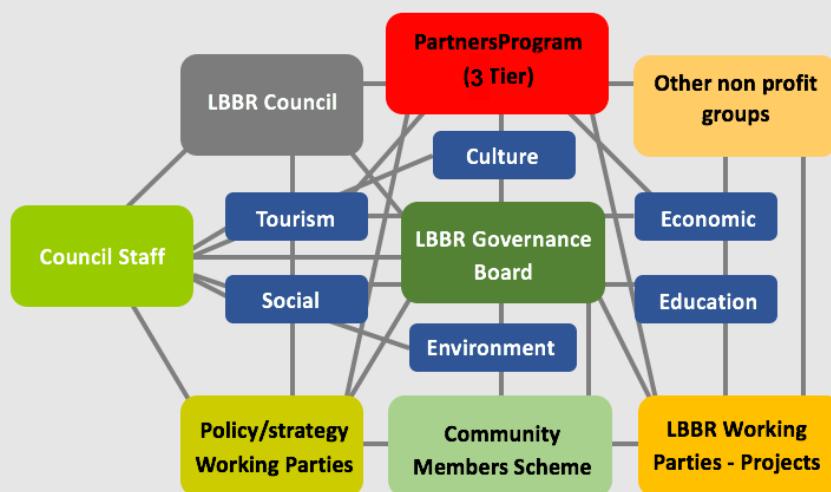 PartnersProgram
(3 Tier)
LBBR Council
Other non profit
groups
Culture
Tourism
Economic
LBBR Governance
Board
Council Staff
Social
Education
Environment
Policy/strategy
Working Parties
Community
Members Scheme
LBBR Working
Parties - Projects